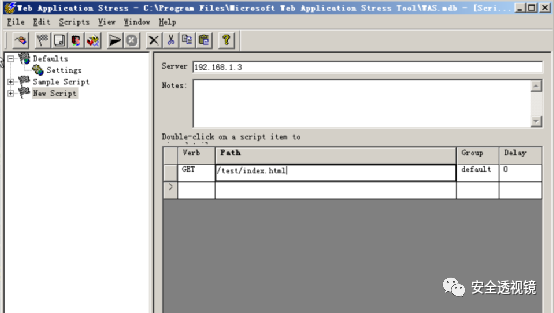 Web Application Stress - C:\Program Files\Microsoft Web Application Stress Tool\WAS.mdb - [Scri...
File Edit Scripts View Window Help
Defaults
Settings
Sample Script
New Script
Server 192.168.1.3
Notes:
Double-click on a script item to
Verb Path Group Delay
GET /test/index.html default 0
安全透视镜